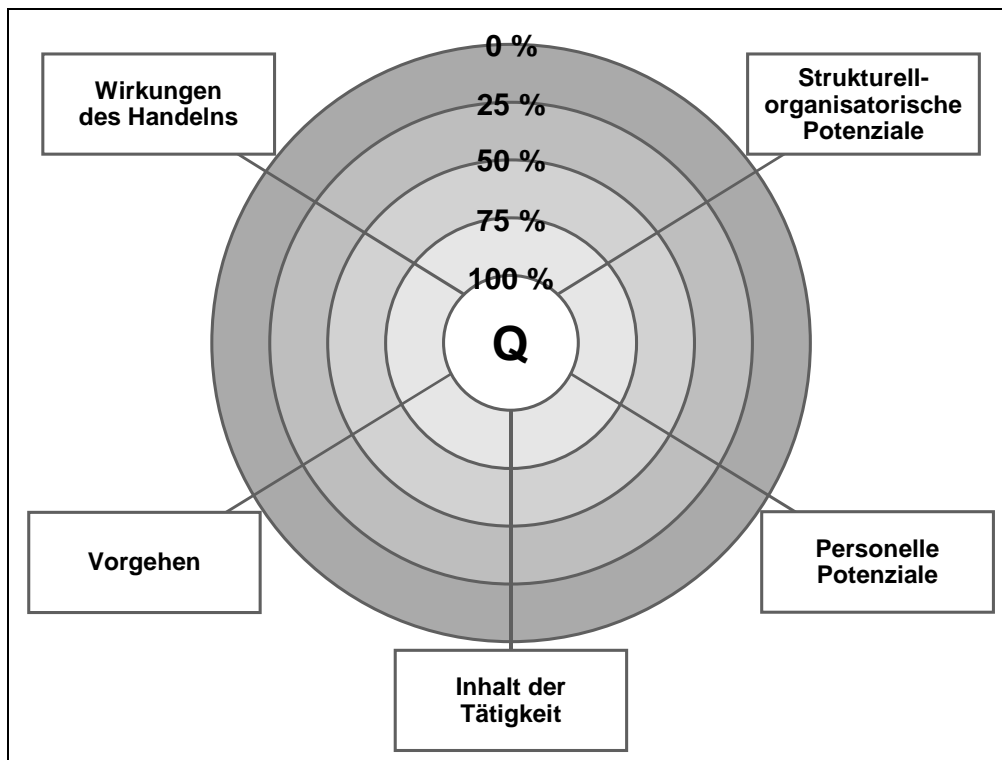 Wirkungen
des Handelns
0 %
25 %
50 %
75 %
100 %
Q
Strukturell-
organisatorische
Potenziale
Vorgehen
Personelle
Potenziale
Inhalt der
Tätigkeit